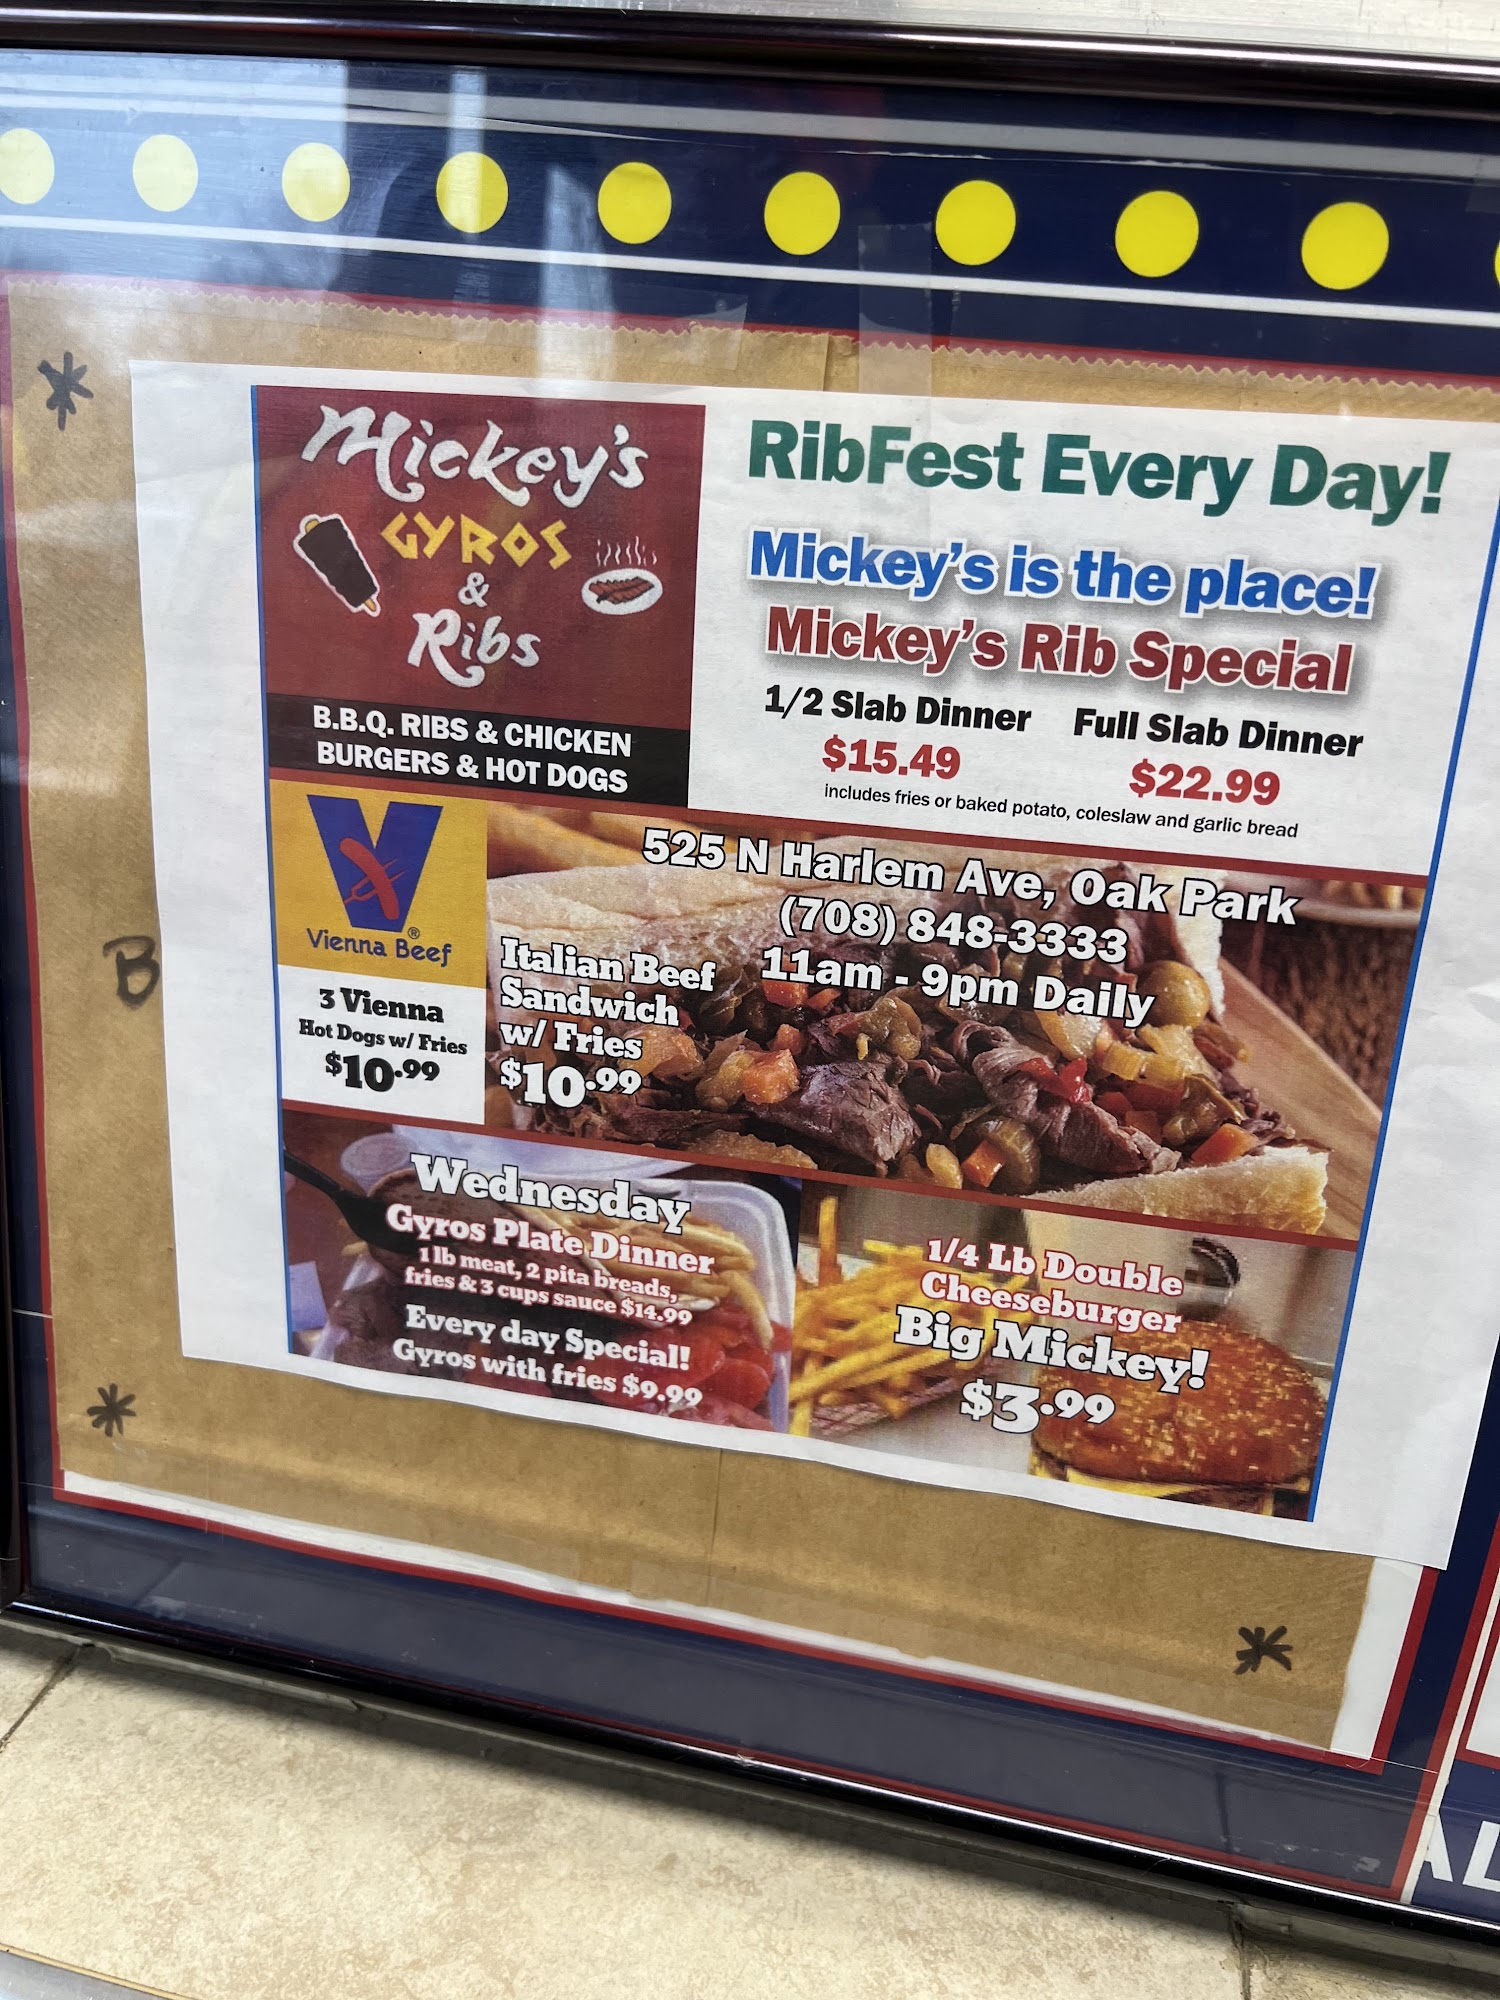 Mickey's
GYROS
&
Ribs
B.B.Q. RIBS & CHICKEN
BURGERS & HOT DOGS
RibFest Every Day!
Mickey's is the place!
Mickey's Rib Special
1/2 Slab Dinner Full Slab Dinner
$15.49 $22.99
includes fries or baked potato, coleslaw and garlic bread
V
Vienna Beef®
3 Vienna
Hot Dogs w/ Fries
$10.99
525 N Harlem Ave, Oak Park
(708) 848-3333
11am - 9pm Daily
Italian Beef
Sandwich
w/ Fries
$10.99
Wednesday
Gyros Plate Dinner
1 lb meat, 2 pita breads,
fries & 3 cups sauce $14.99
Every day Special!
Gyros with fries $9.99
1/4 Lb Double
Cheeseburger
Big Mickey!
$3.99
B